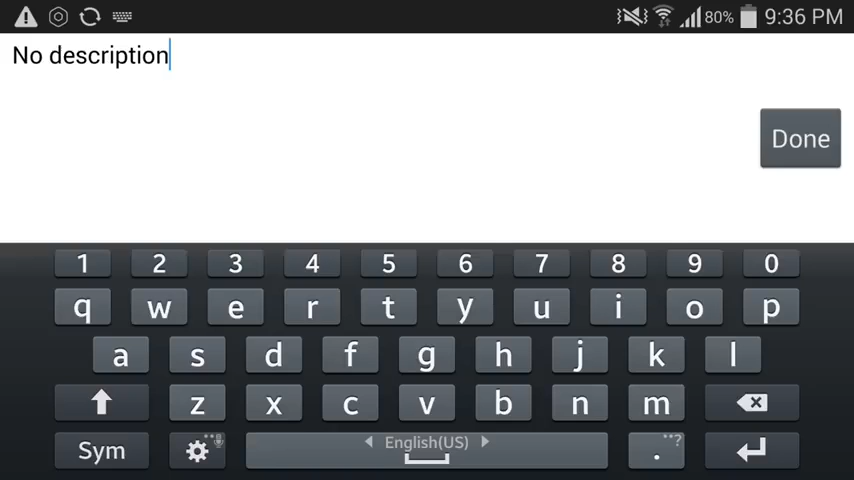 80% 9:36 PM
No description
Done
1 2 3 4 5 6 7 8 9 0
q w e r t y u i o p
a s d f g h j k l
z x c v b n m
Sym English(US) . ?